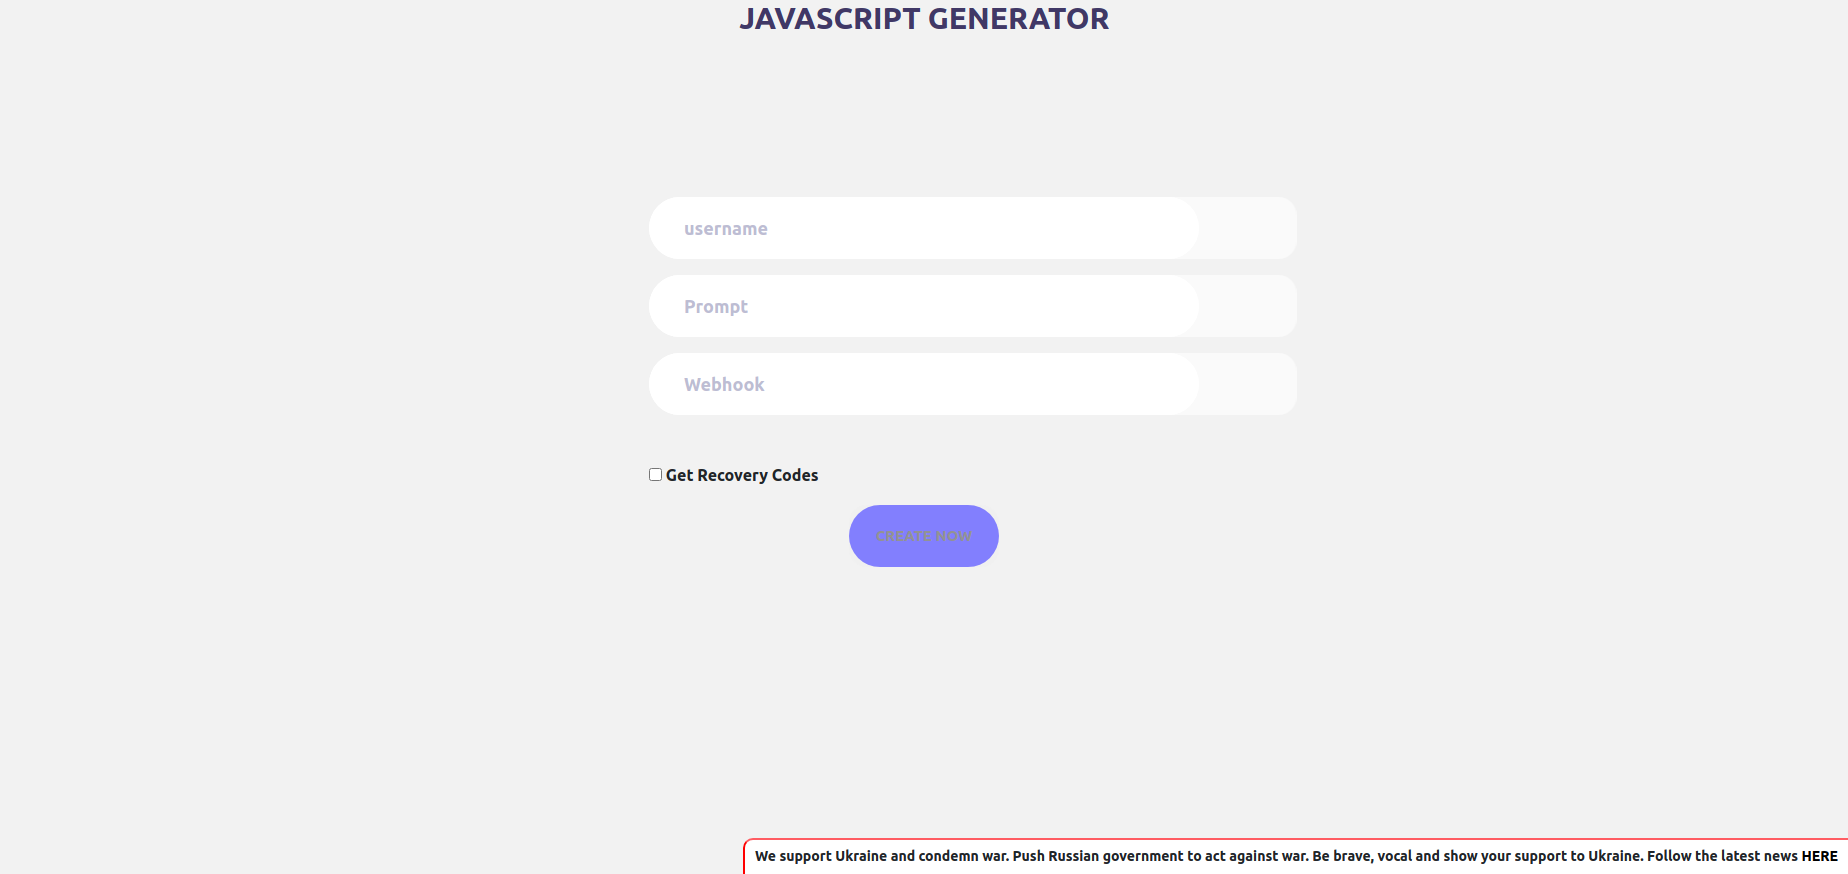 JAVASCRIPT GENERATOR
username
Prompt
Webhook
Get Recovery Codes
CREATE NOW
We support Ukraine and condemn war. Push Russian government to act against war. Be brave, vocal and show your support to Ukraine. Follow the latest news HERE